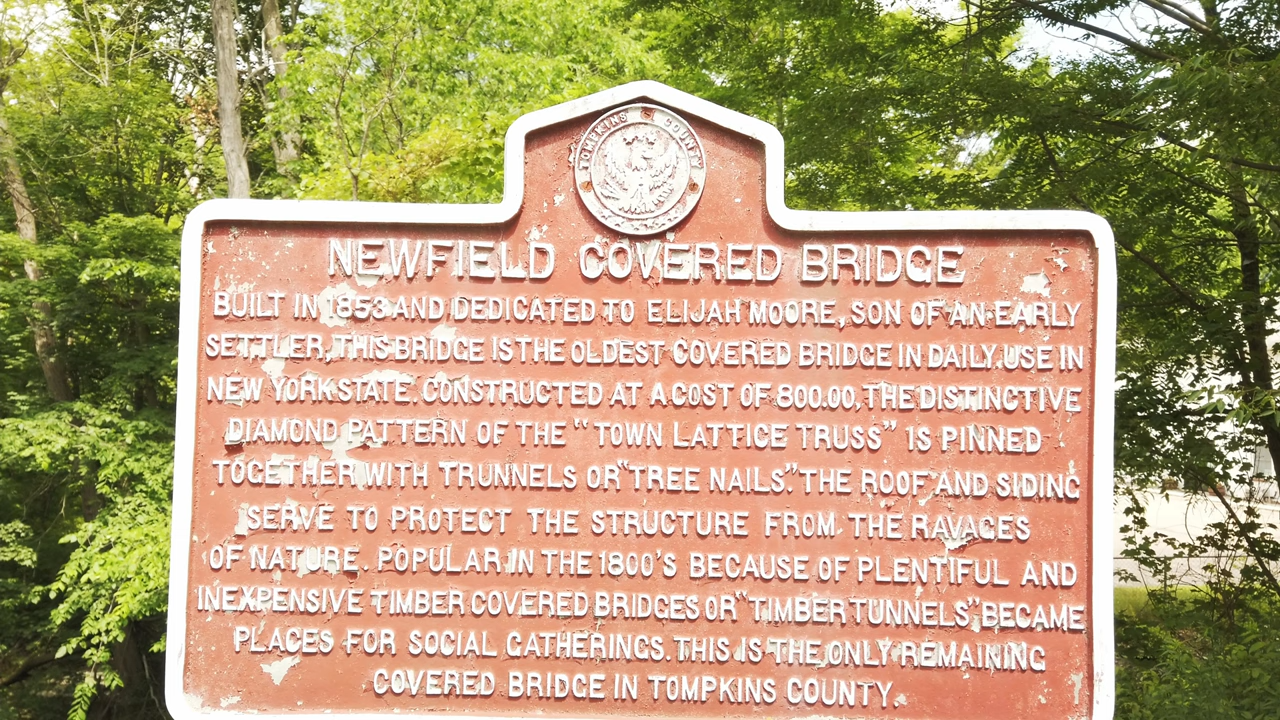 TOMPKINS COUNTY
NEWFIELD COVERED BRIDGE
BUILT IN 1853 AND DEDICATED TO ELIJAH MOORE, SON OF AN EARLY
SETTLER, THIS BRIDGE IS THE OLDEST COVERED BRIDGE IN DAILY USE IN
NEW YORK STATE. CONSTRUCTED AT A COST OF 800.00, THE DISTINCTIVE
DIAMOND PATTERN OF THE "TOWN LATTICE TRUSS" IS PINNED
TOGETHER WITH TRUNNELS OR "TREE NAILS". THE ROOF AND SIDING
SERVE TO PROTECT THE STRUCTURE FROM THE RAVAGES
OF NATURE. POPULAR IN THE 1800'S BECAUSE OF PLENTIFUL AND
INEXPENSIVE TIMBER COVERED BRIDGES OR "TIMBER TUNNELS", BECAME
PLACES FOR SOCIAL GATHERINGS. THIS IS THE ONLY REMAINING
COVERED BRIDGE IN TOMPKINS COUNTY.